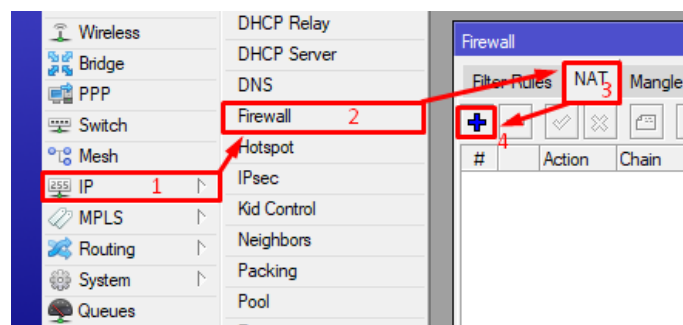 Wireless
Bridge
PPP
Switch
Mesh
255 IP 1
MPLS
Routing
System
Queues
DHCP Relay
DHCP Server
DNS
Firewall 2
Hotspot
IPsec
Kid Control
Neighbors
Packing
Pool
Firewall
Filter Rules NAT 3 Mangle
4
# Action Chain